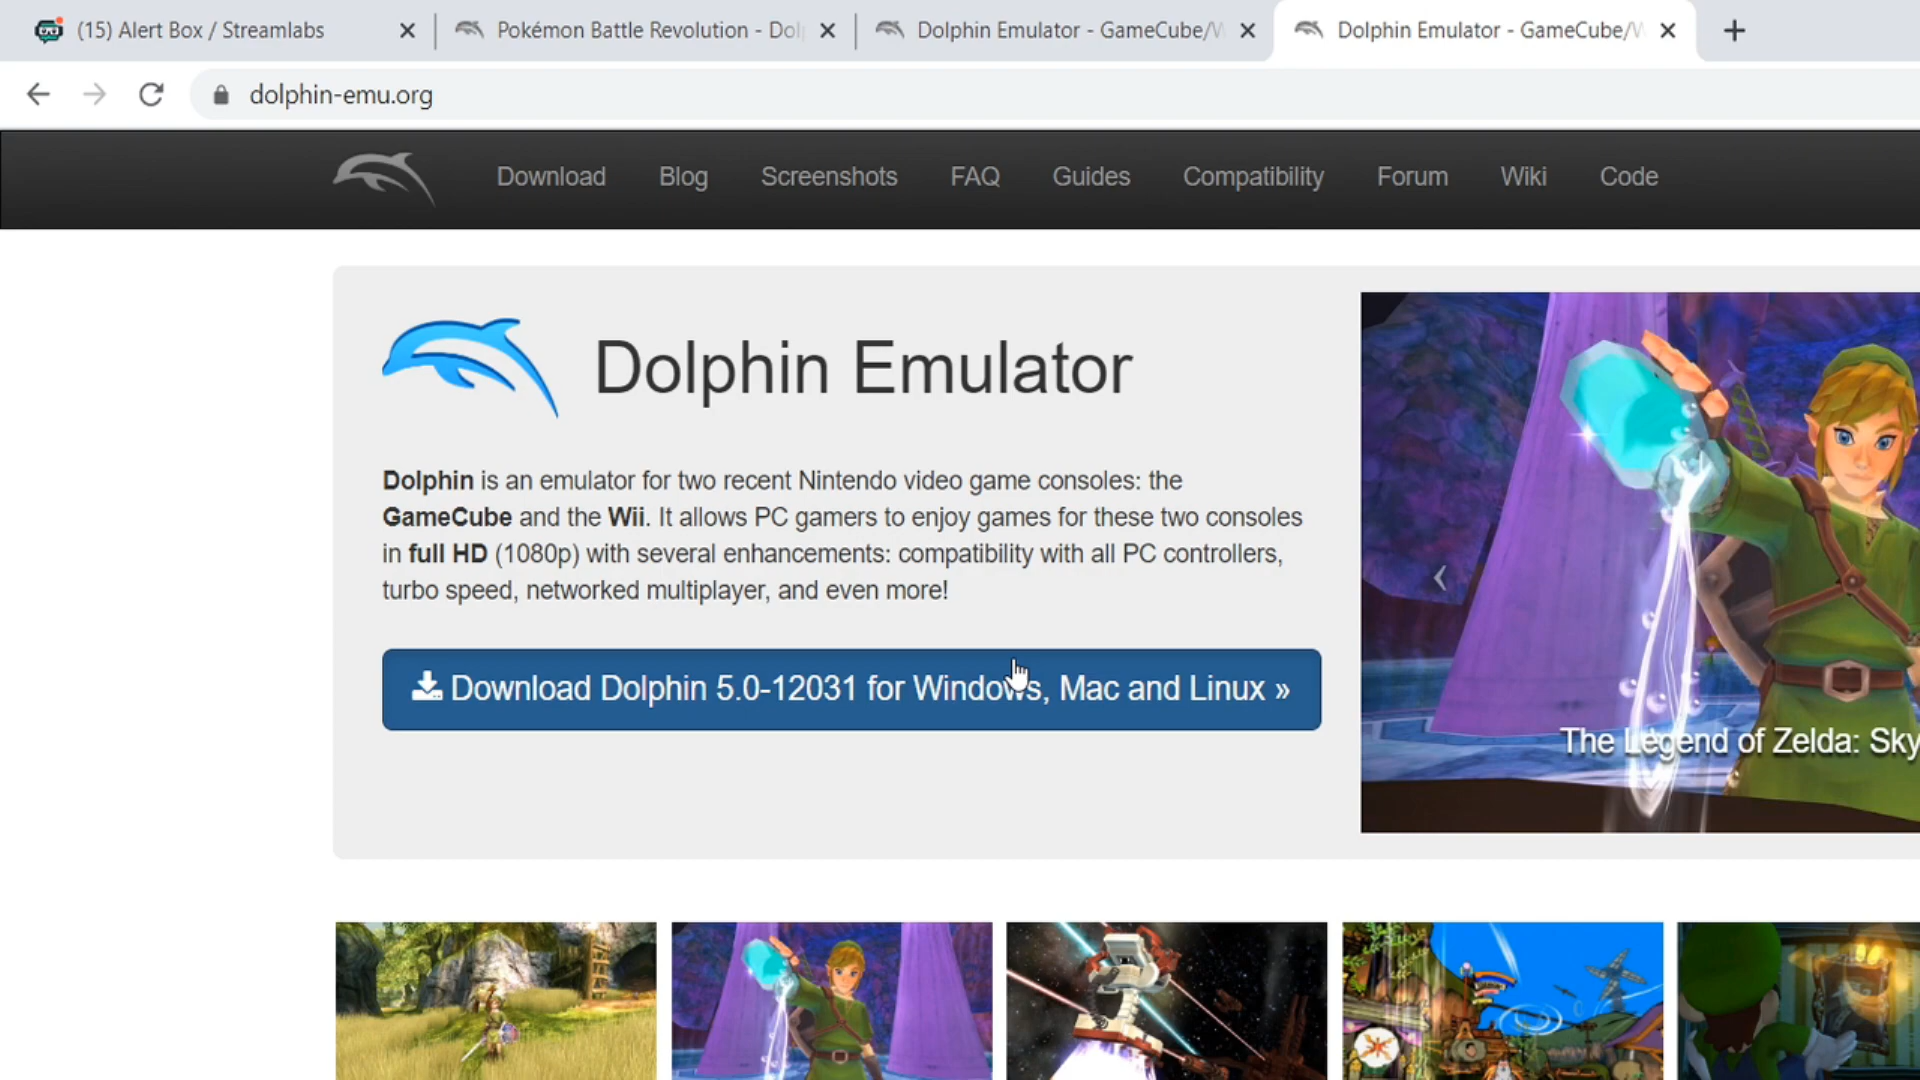 (15) Alert Box / Streamlabs
Pokémon Battle Revolution - Dol
Dolphin Emulator - GameCube/W
Dolphin Emulator - GameCube/W
dolphin-emu.org
Download Blog Screenshots FAQ Guides Compatibility Forum Wiki Code
Dolphin Emulator
Dolphin is an emulator for two recent Nintendo video game consoles: the
GameCube and the Wii. It allows PC gamers to enjoy games for these two consoles
in full HD (1080p) with several enhancements: compatibility with all PC controllers,
turbo speed, networked multiplayer, and even more!
Download Dolphin 5.0-12031 for Windows, Mac and Linux »
The Legend of Zelda: Sky